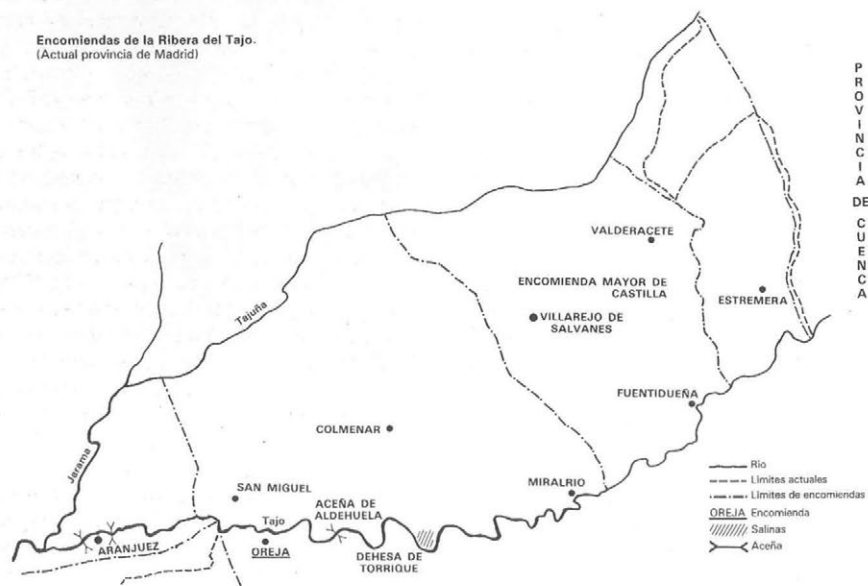 Encomiendas de la Ribera del Tajo.
(Actual provincia de Madrid)
PROVINCIA DE CUENCA
VALDERACETE
ENCOMIENDA MAYOR DE
CASTILLA
ESTREMERA
VILLAREJO DE
SALVANES
Tajuña
FUENTIDUEÑA
COLMENAR
Jarama
MIRALRIO
SAN MIGUEL
ACEÑA DE
ALDEHUELA
Tajo
ARANJUEZ
OREJA
DEHESA DE
TORRIQUE
Rio
Límites actuales
Límites de encomiendas
OREJA Encomienda
Salinas
Aceña